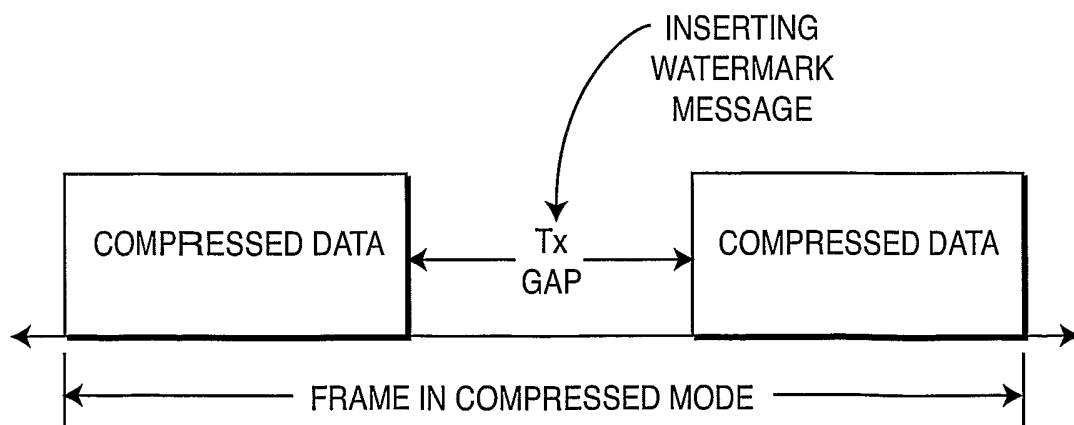 INSERTING
WATERMARK
MESSAGE
COMPRESSED DATA
Tx
GAP
COMPRESSED DATA
FRAME IN COMPRESSED MODE